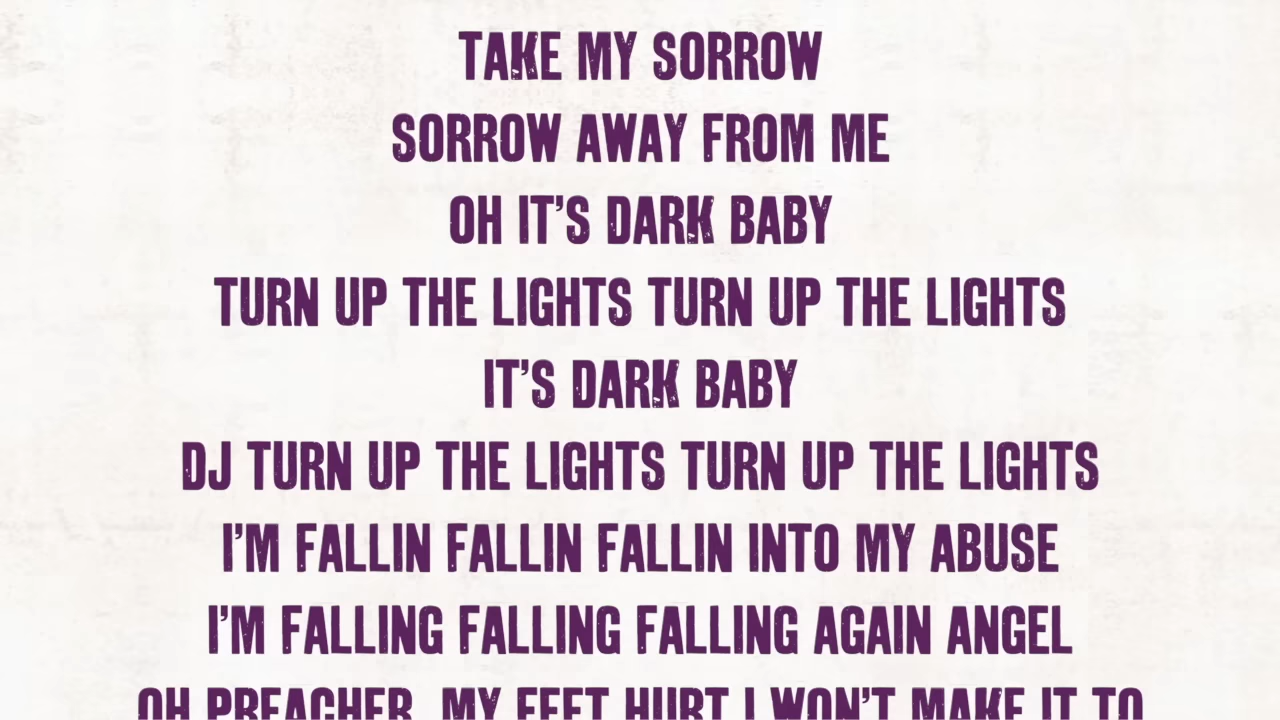 TAKE MY SORROW
SORROW AWAY FROM ME
OH IT'S DARK BABY
TURN UP THE LIGHTS TURN UP THE LIGHTS
IT'S DARK BABY
DJ TURN UP THE LIGHTS TURN UP THE LIGHTS
I'M FALLIN FALLIN FALLIN INTO MY ABUSE
I'M FALLING FALLING FALLING AGAIN ANGEL
OH PREACHER, MY FEET HURT I WON'T MAKE IT TO